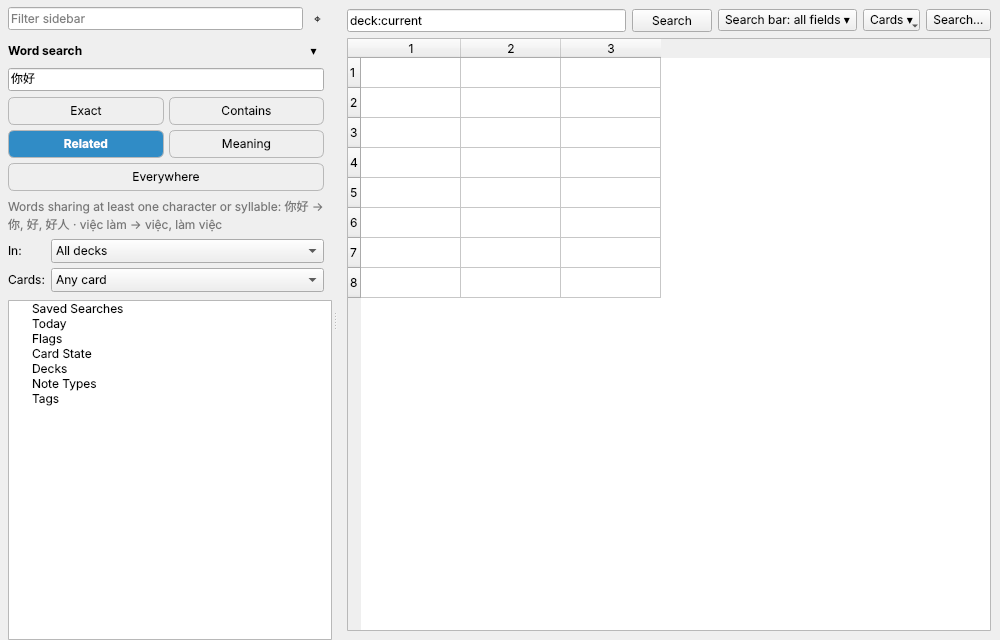 Filter sidebar
Word search ▾
你好
Exact
Contains
Related
Meaning
Everywhere
Words sharing at least one character or syllable: 你好 →
你, 好, 好人 · việc làm → việc, làm việc
In: All decks
Cards: Any card
Saved Searches
Today
Flags
Card State
Decks
Note Types
Tags
deck:current
Search
Search bar: all fields ▾
Cards ▾
Search...
1 2 3
1
2
3
4
5
6
7
8